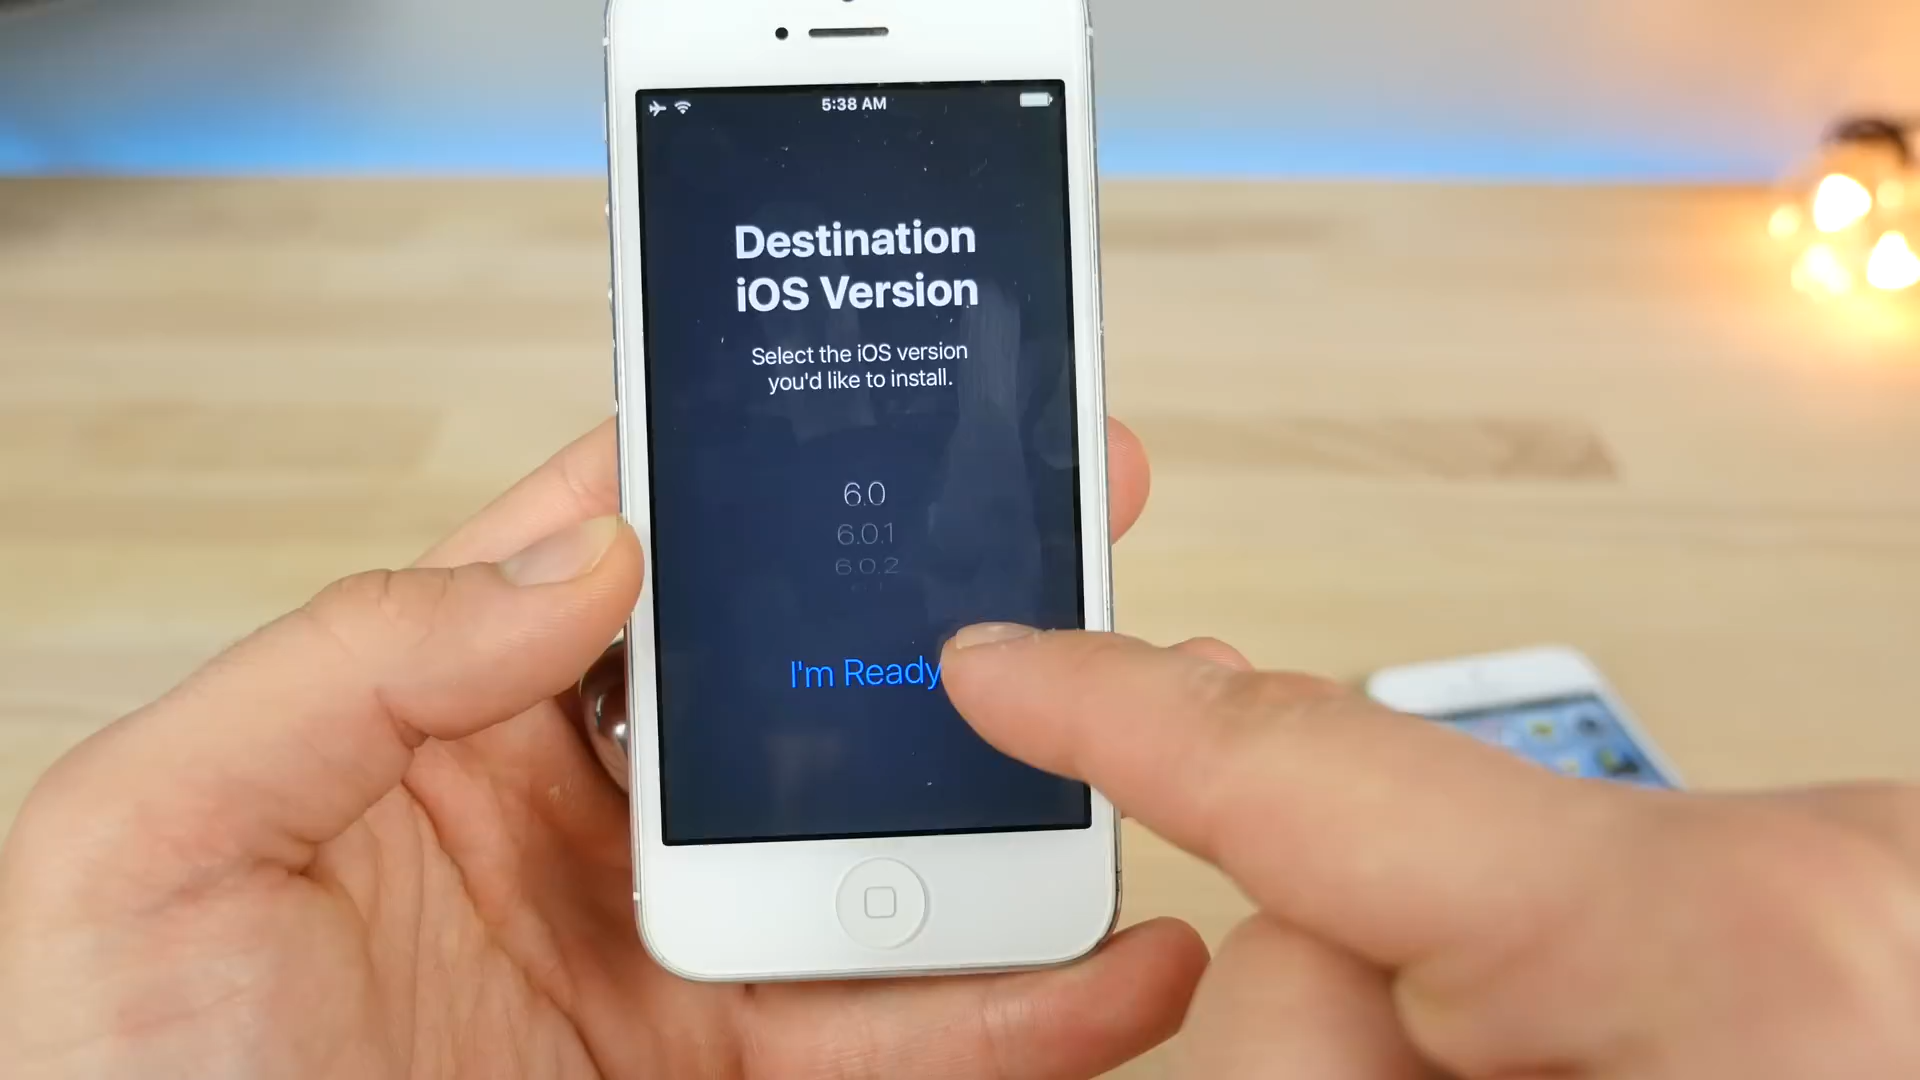 5:38 AM
Destination
iOS Version
Select the iOS version
you'd like to install.
6.0
6.0.1
6.0.2
I'm Ready